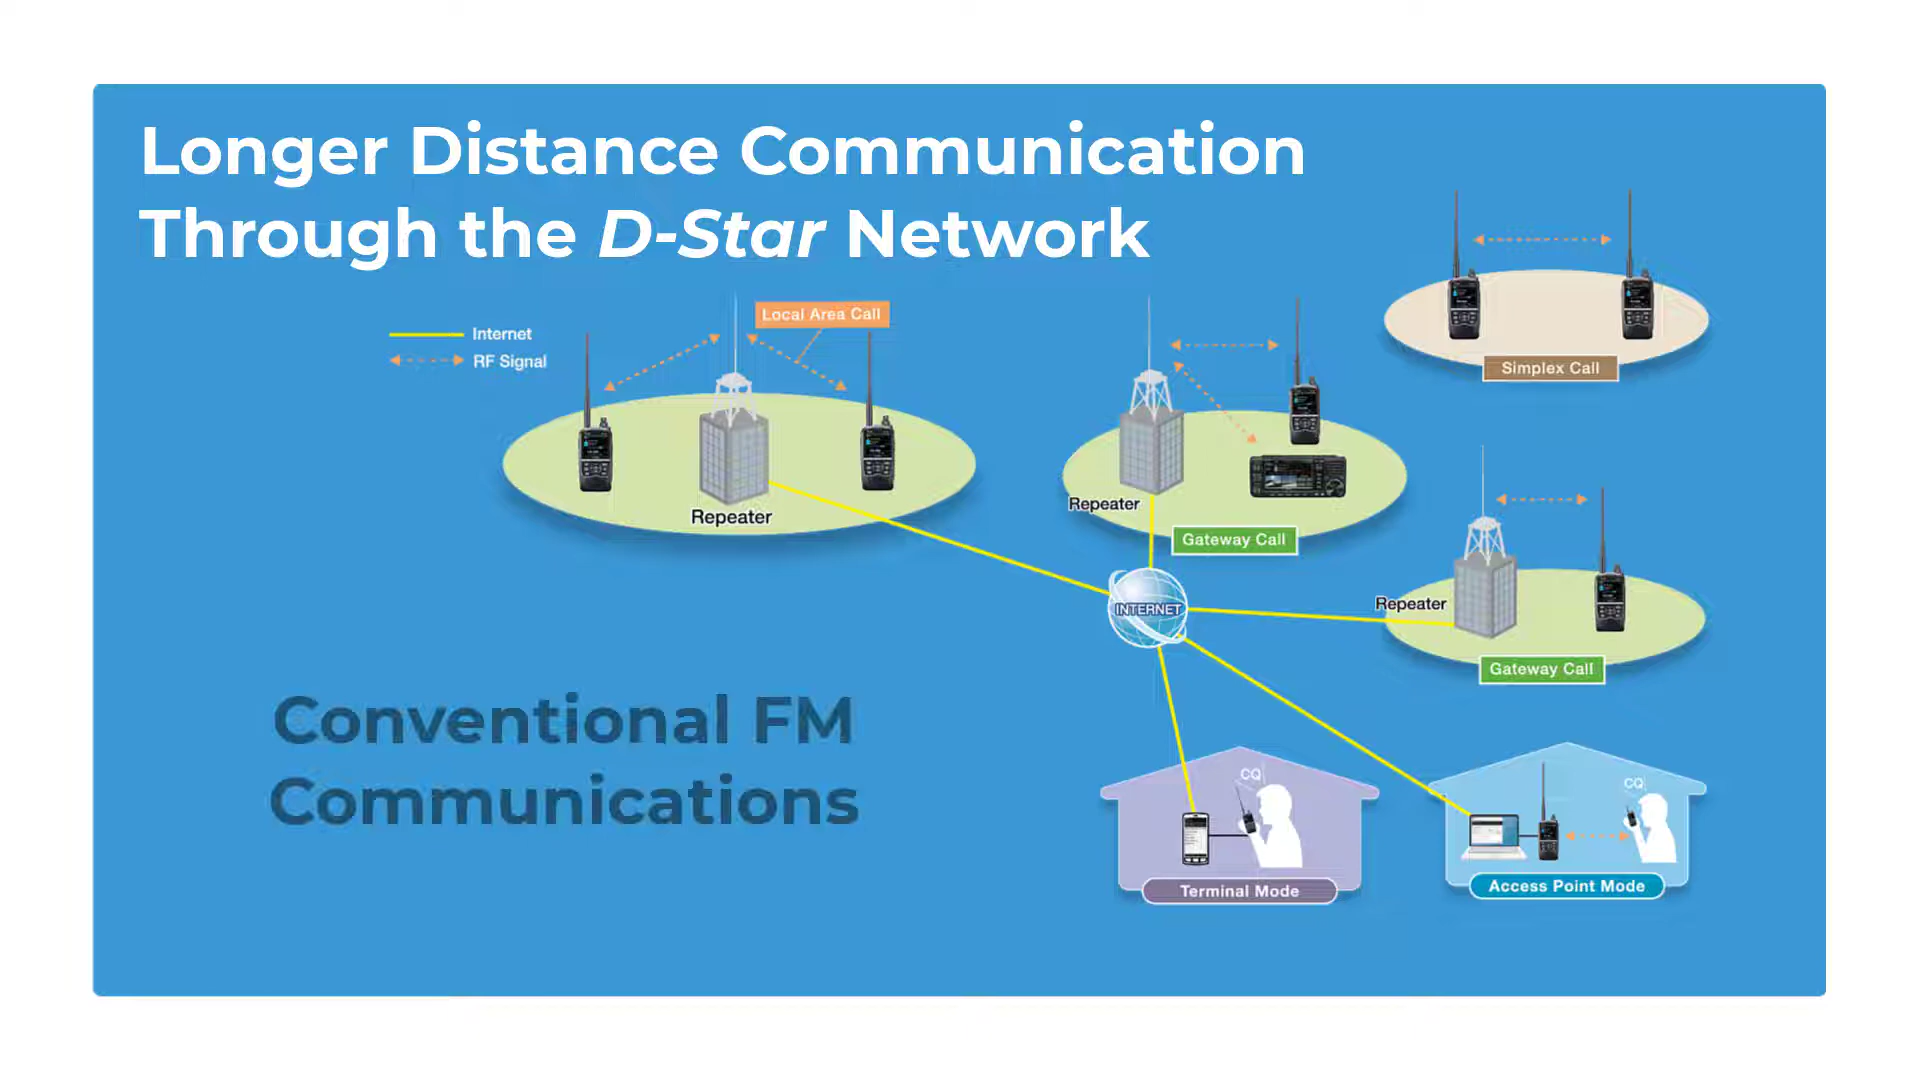 Longer Distance Communication
Through the D-Star Network
Internet
RF Signal
Local Area Call
Repeater
Repeater
Gateway Call
Simplex Call
Repeater
Gateway Call
INTERNET
Conventional FM
Communications
CQ
Terminal Mode
CQ
Access Point Mode